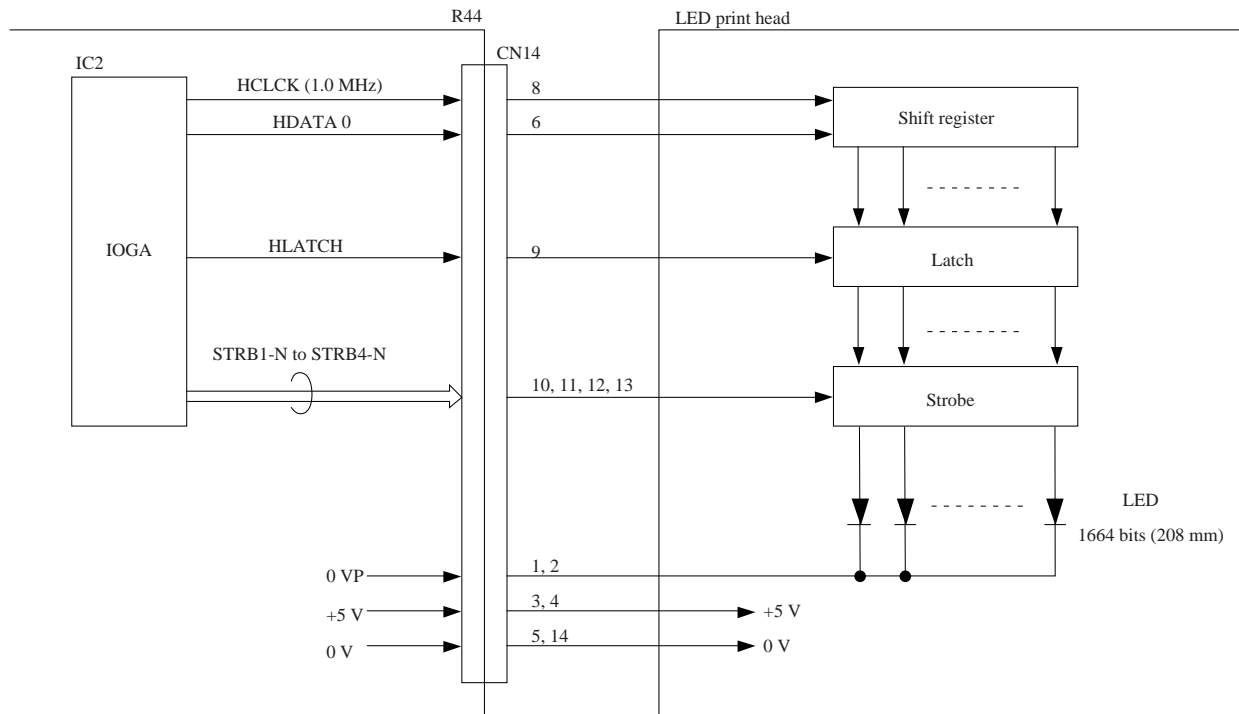 R44
LED print head
IC2
CN14
HCLCK (1.0 MHz)
8
HDATA 0
6
Shift register
IOGA
HLATCH
9
Latch
STRB1-N to STRB4-N
10, 11, 12, 13
Strobe
LED
1664 bits (208 mm)
0 VP
1, 2
+5 V
3, 4
+5 V
0 V
5, 14
0 V